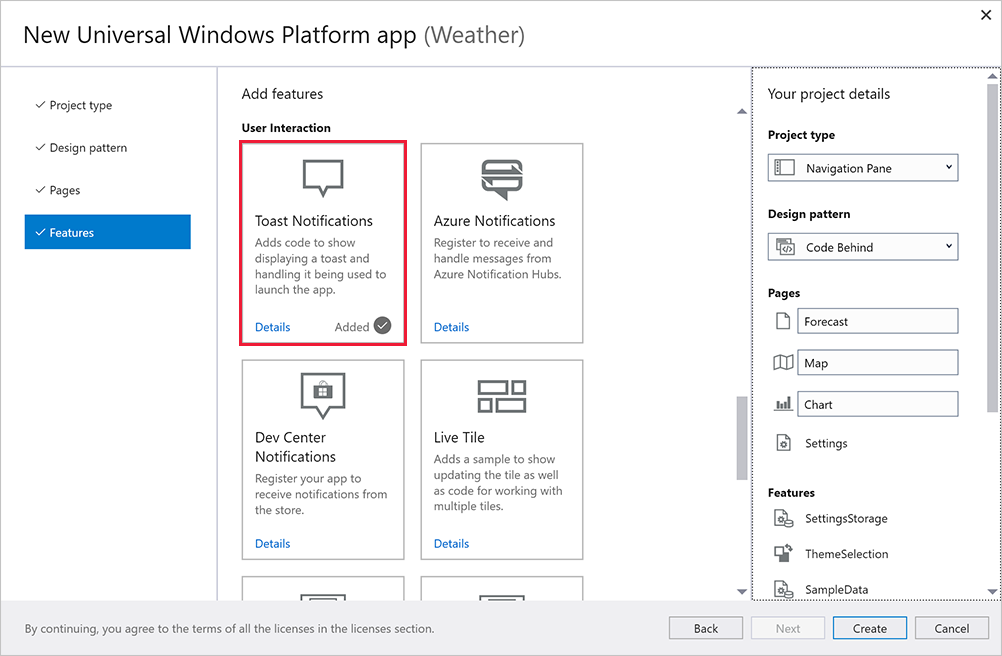 New Universal Windows Platform app (Weather)
Project type
Design pattern
Pages
Features
Add features
User Interaction
Toast Notifications
Adds code to show
displaying a toast and
handling it being used to
launch the app.
Details
Added
Azure Notifications
Register to receive and
handle messages from
Azure Notification Hubs.
Details
Dev Center
Notifications
Register your app to
receive notifications from
the store.
Details
Live Tile
Adds a sample to show
updating the tile as well
as code for working with
multiple tiles.
Details
Your project details
Project type
Navigation Pane
Design pattern
Code Behind
Pages
Forecast
Map
Chart
Settings
Features
SettingsStorage
ThemeSelection
SampleData
By continuing, you agree to the terms of all the licenses in the licenses section.
Back
Next
Create
Cancel